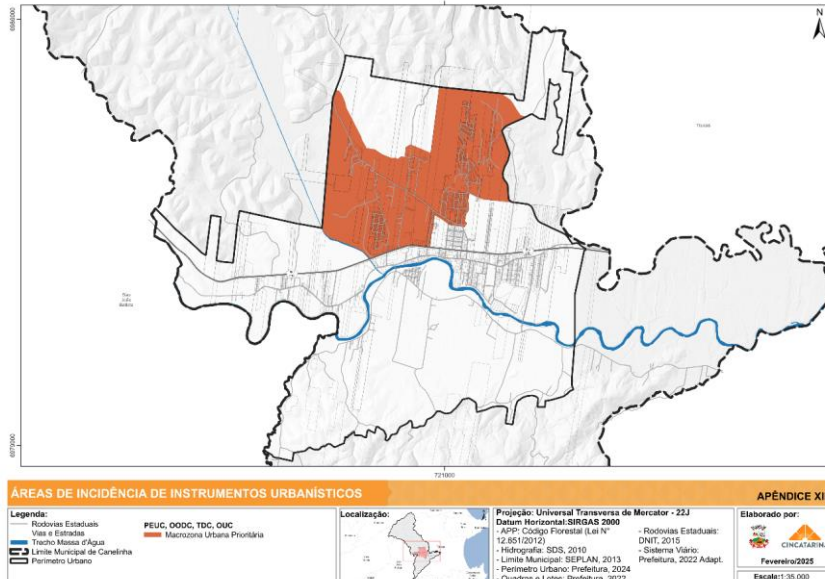 N
721000
ÁREAS DE INCIDÊNCIA DE INSTRUMENTOS URBANÍSTICOS
APÊNDICE XI
Legenda:
Rodovias Estaduais
Vias e Estradas
Trecho Massa d'Água
Limite Municipal de Canelinha
Perímetro Urbano
PEUC, OODC, TDC, OUC
Macrozona Urbana Prioritária
Localização:
Projeção: Universal Transversa de Mercator - 22J
Datum Horizontal:SIRGAS 2000
- APP: Código Florestal (Lei N°
12.651/2012)
- Hidrografia: SDS, 2010
- Limite Municipal: SEPLAN, 2013
- Perímetro Urbano: Prefeitura, 2024
- Quadras e Lotes: Prefeitura, 2022
- Rodovias Estaduais:
DNIT, 2015
- Sistema Viário:
Prefeitura, 2022 Adapt.
Elaborado por:
CINCATARINA
Fevereiro/2025
Escala:1:35.000